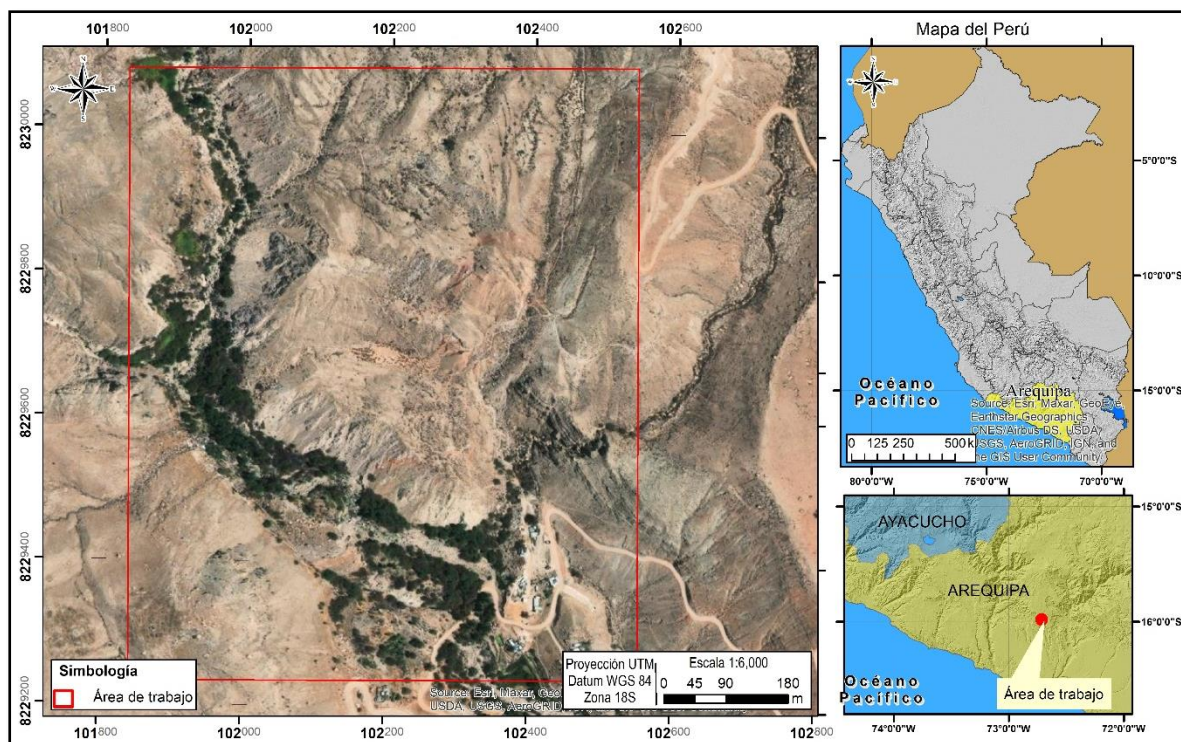 101800 102000 102200 102400 102600
8230000
8229800
8229600
8229400
8229200
Simbología
Área de trabajo
Source: Esri, Maxar, Geo
USDA, USGS, AeroGRID,
Proyección UTM
Datum WGS 84
Zona 18S
Escala 1:6,000
0 45 90 180
m
101800 102000 102200 102400 102600 102800
Mapa del Perú
5°0'0"S
10°0'0"S
15°0'0"S
Océano
Pacífico
Arequipa
Source: Esri, Maxar, GeoEye,
Earthstar Geographics
CNES/Airbus DS, USDA,
USGS, AeroGRID, IGN, and
the GIS User Community
0 125 250 500
80°0'0"W 75°0'0"W 70°0'0"W
AYACUCHO
AREQUIPA
Océano
Pacífico
Área de trabajo
15°0'0"S
16°0'0"S
74°0'0"W 73°0'0"W 72°0'0"W